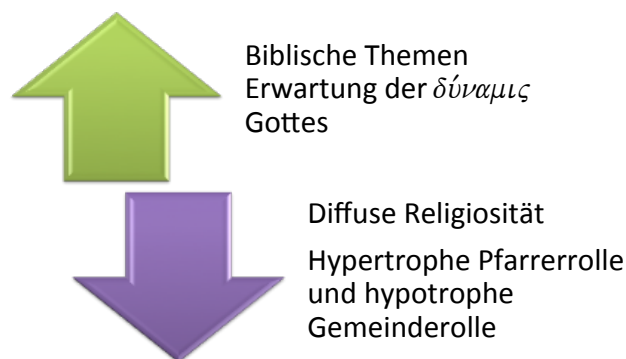 Biblische Themen
Erwartung der δύναμις
Gottes
Diffuse Religiosität
Hypertrophe Pfarrerrolle
und hypotrophe
Gemeinderolle